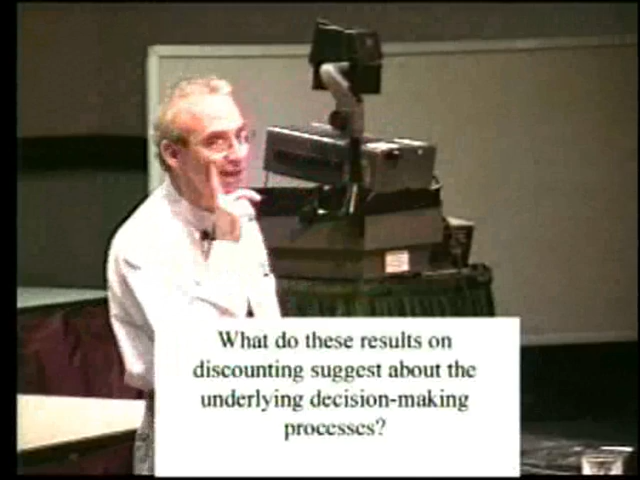 What do these results on
discounting suggest about the
underlying decision-making
processes?